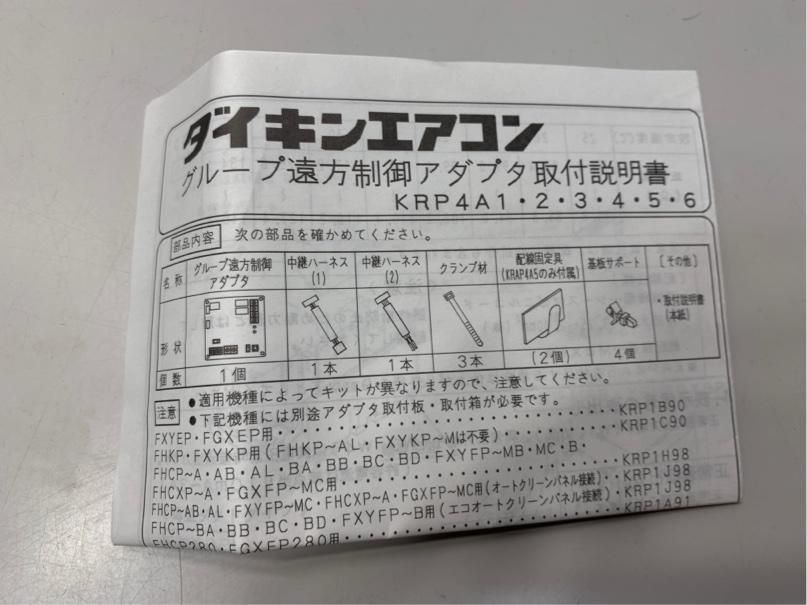 ダイキンエアコン
グループ遠方制御アダプタ取付説明書
KRP4A1・2・3・4・5・6
部品内容 次の部品を確かめてください。
名称 グループ遠方制御アダプタ 中継ハーネス(1) 中継ハーネス(2) クランプ材 配線固定具(KRP4A5のみ付属) 基板サポート [その他]
形状 ・取付説明書(本紙)
個数 1個 1本 1本 3本 (2個) 4個
注意 ●適用機種によってキットが異なりますので、注意してください。
●下記機種には別途アダプタ取付板・取付箱が必要です。
FXYEP・FGXEP用・・・・・・・・・・・・・・・・・・・・KRP1B90
FHKP・FXYKP用(FHKP～AL・FXYKP～Mは不要)・・・・・・・・KRP1C90
FHCP～A・AB・AL・BA・BB・BC・BD・FXYFP～MB・MC・B・
FHCXP～A・FGXFP～MC用・・・・・・・・・・・・・・・・KRP1H98
FHCP～AB・AL・FXYFP～MC・FHCXP～A・FGXFP～MC用(オートクリーンパネル接続)・・KRP1J98
FHCP～BA・BB・BC・BD・FXYFP～B用(エコオートクリーンパネル接続)・・KRP1J98
FHCP280・FGXFP280用・・・・・・・・・・・・・・・・KRP1A91